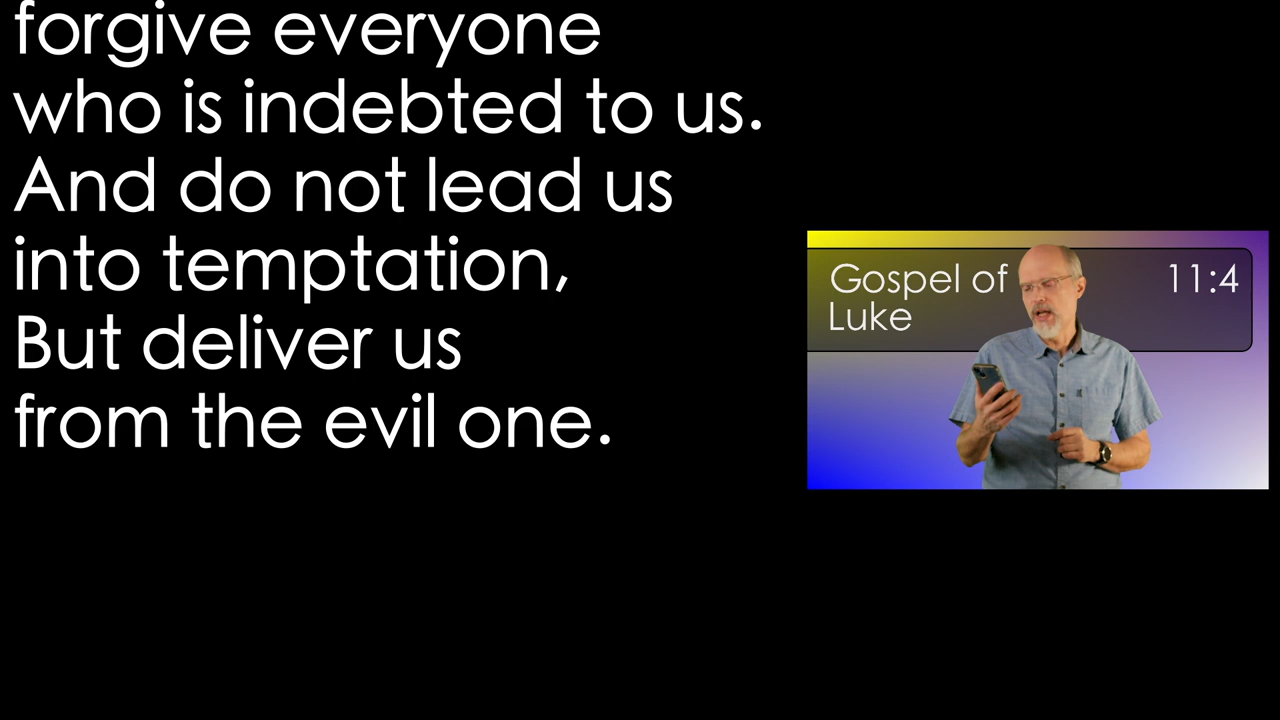 forgive everyone
who is indebted to us.
And do not lead us
into temptation,
But deliver us
from the evil one.
Gospel of
Luke
11:4